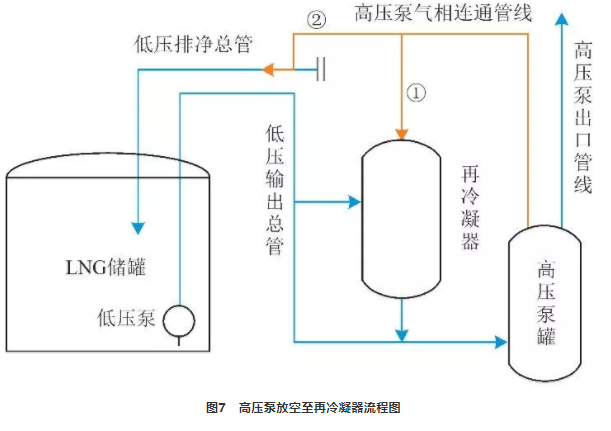 ② 高压泵气相连通管线
低压排净总管
①
高压泵出口管线
低压输出总管
再冷凝器
LNG储罐
低压泵
高压泵罐
图7 高压泵放空至再冷凝器流程图